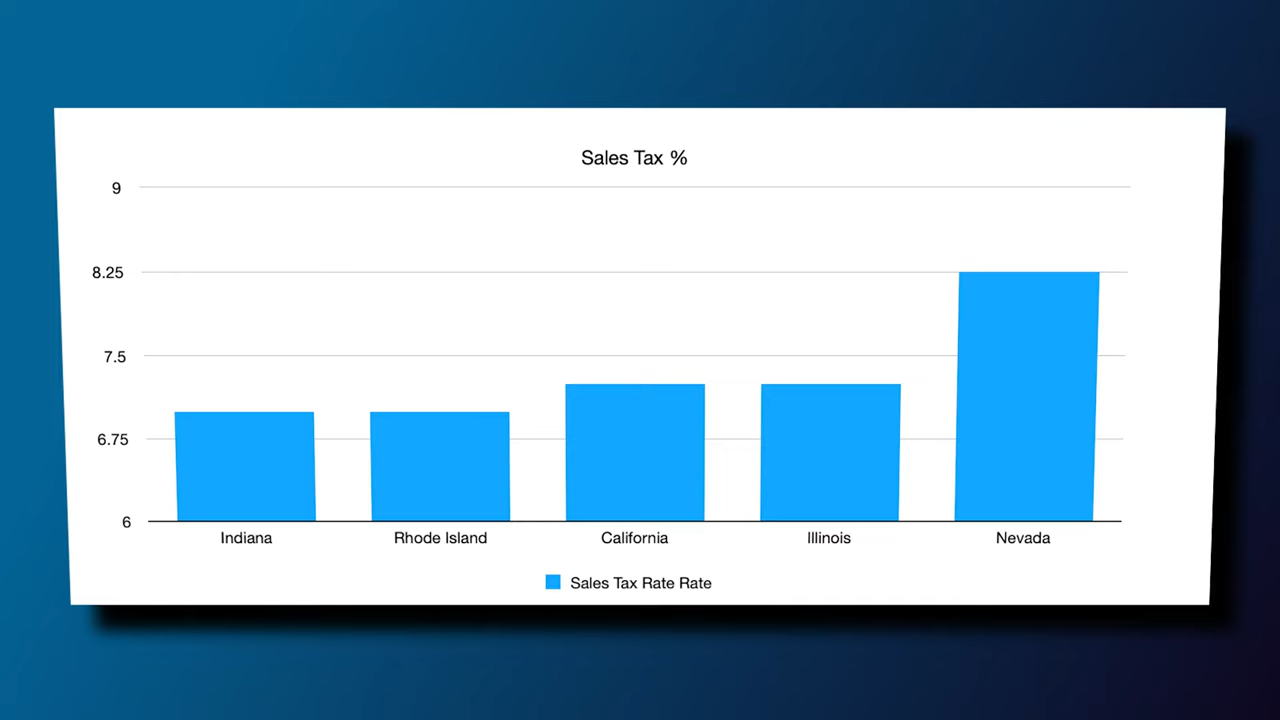 Sales Tax %
9
8.25
7.5
6.75
6
Indiana Rhode Island California Illinois Nevada
Sales Tax Rate Rate